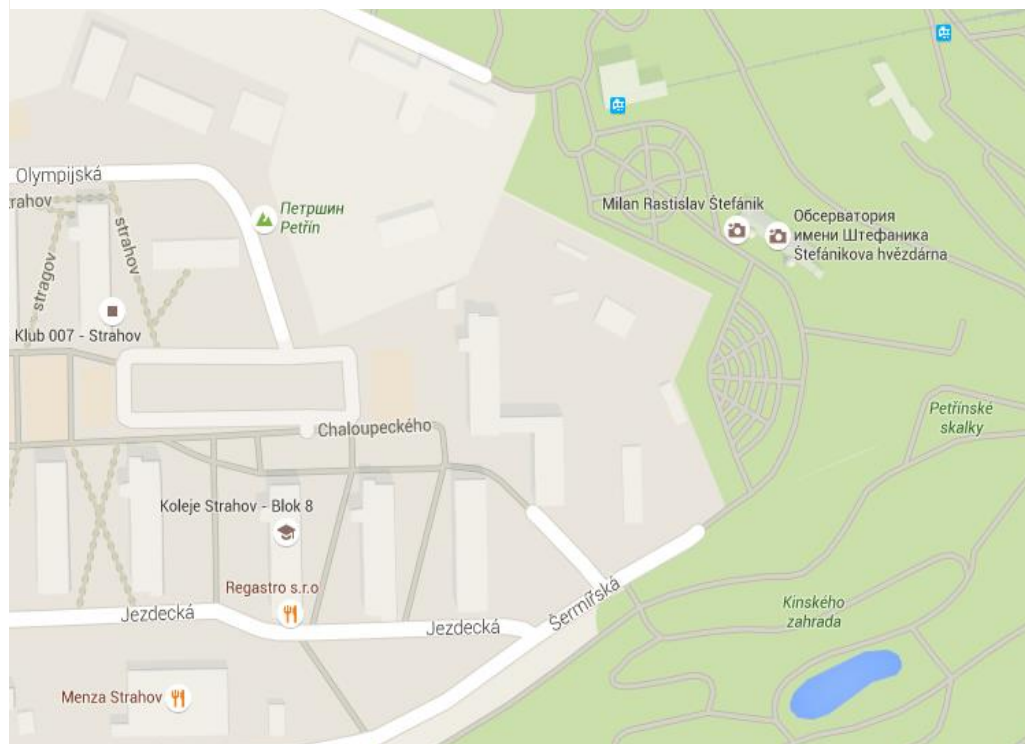 Olympijská
trahov
strahov
stragov
Петршин
Petřín
Milan Rastislav Štefánik
Обсерватория
имени Штефаника
Štefánikova hvězdárna
Klub 007 - Strahov
Chaloupeckého
Petřínské
skalky
Koleje Strahov - Blok 8
Regastro s.r.o
Jezdecká
Jezdecká
Šermířská
Kinského
zahrada
Menza Strahov